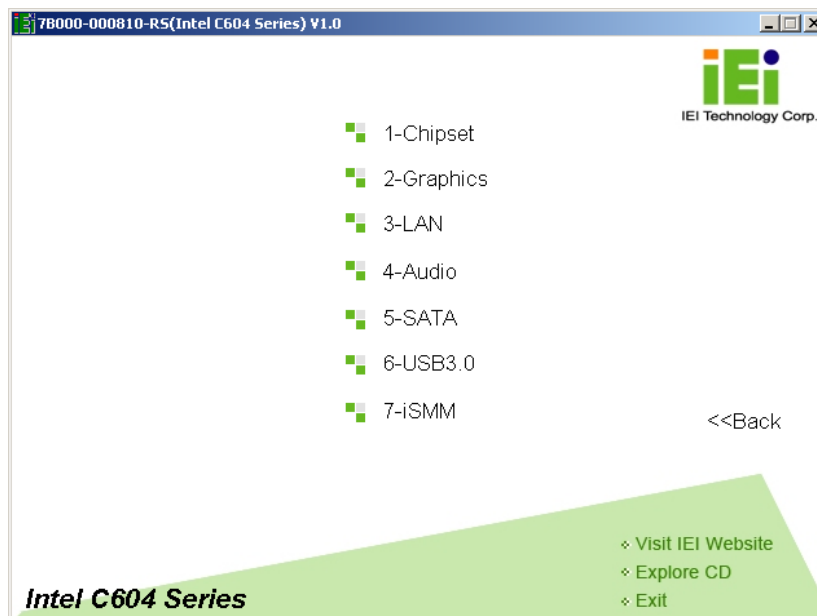 7B000-000810-RS(Intel C604 Series) V1.0
iEi
IEI Technology Corp.
1-Chipset
2-Graphics
3-LAN
4-Audio
5-SATA
6-USB3.0
7-iSMM
<<Back
Visit IEI Website
Explore CD
Exit
Intel C604 Series